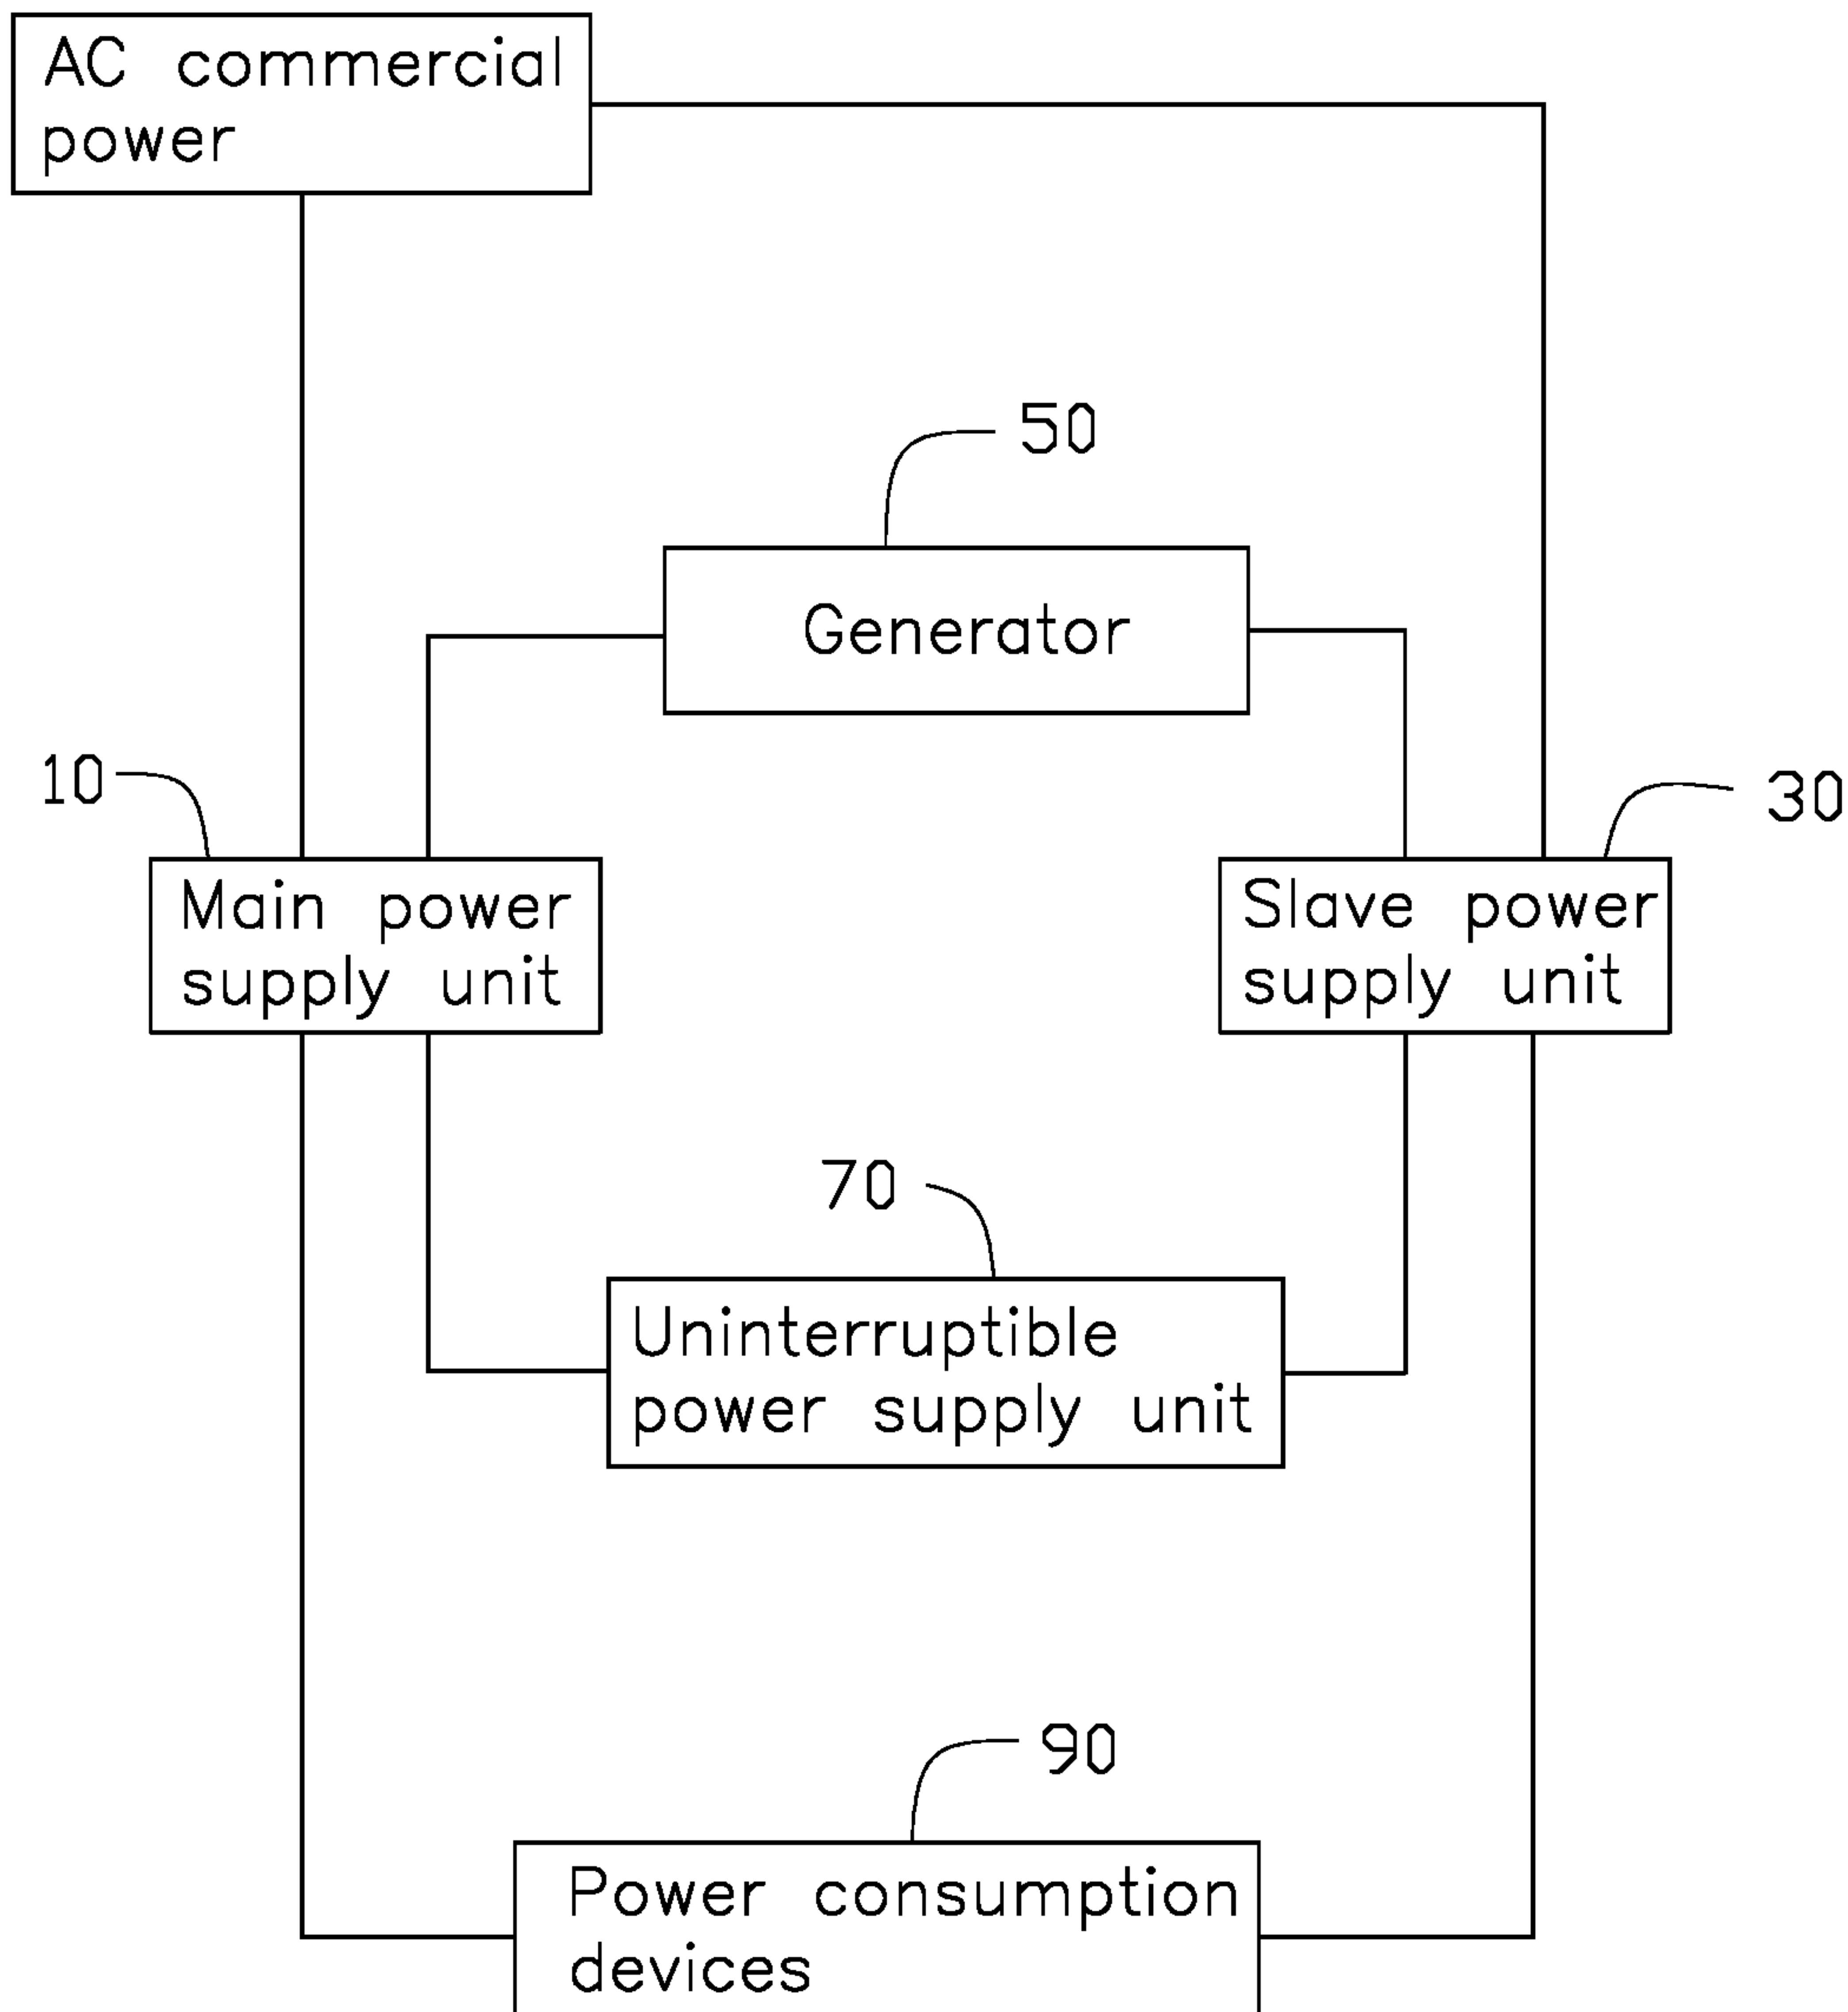 AC commercial
power
50
Generator
10
30
Main power
supply unit
Slave power
supply unit
70
Uninterruptible
power supply unit
90
Power consumption
devices